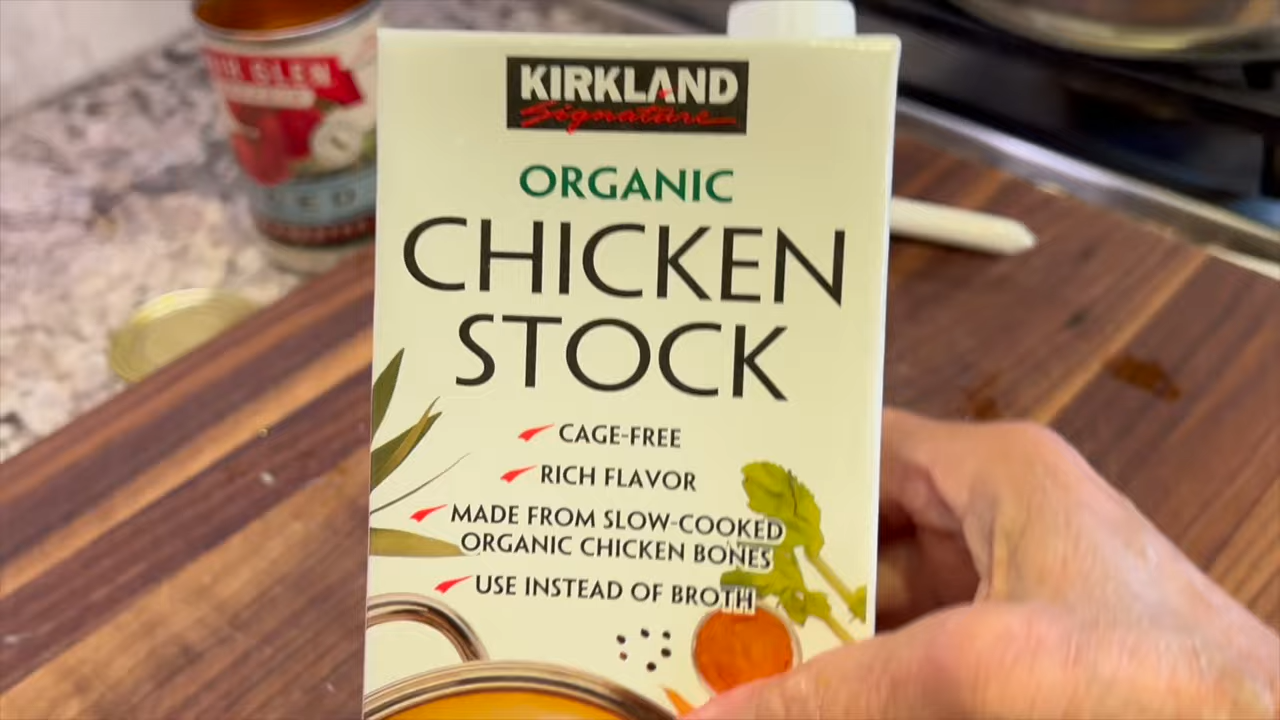 KIRKLAND
Signature
ORGANIC
CHICKEN
STOCK
CAGE-FREE
RICH FLAVOR
MADE FROM SLOW-COOKED
ORGANIC CHICKEN BONES
USE INSTEAD OF BROTH
GLEN